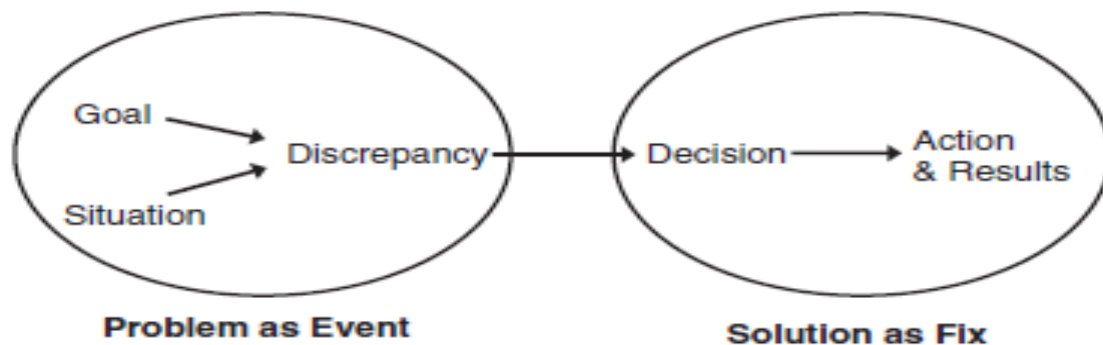 Goal
Discrepancy
Situation
Decision
Action
& Results
Problem as Event
Solution as Fix